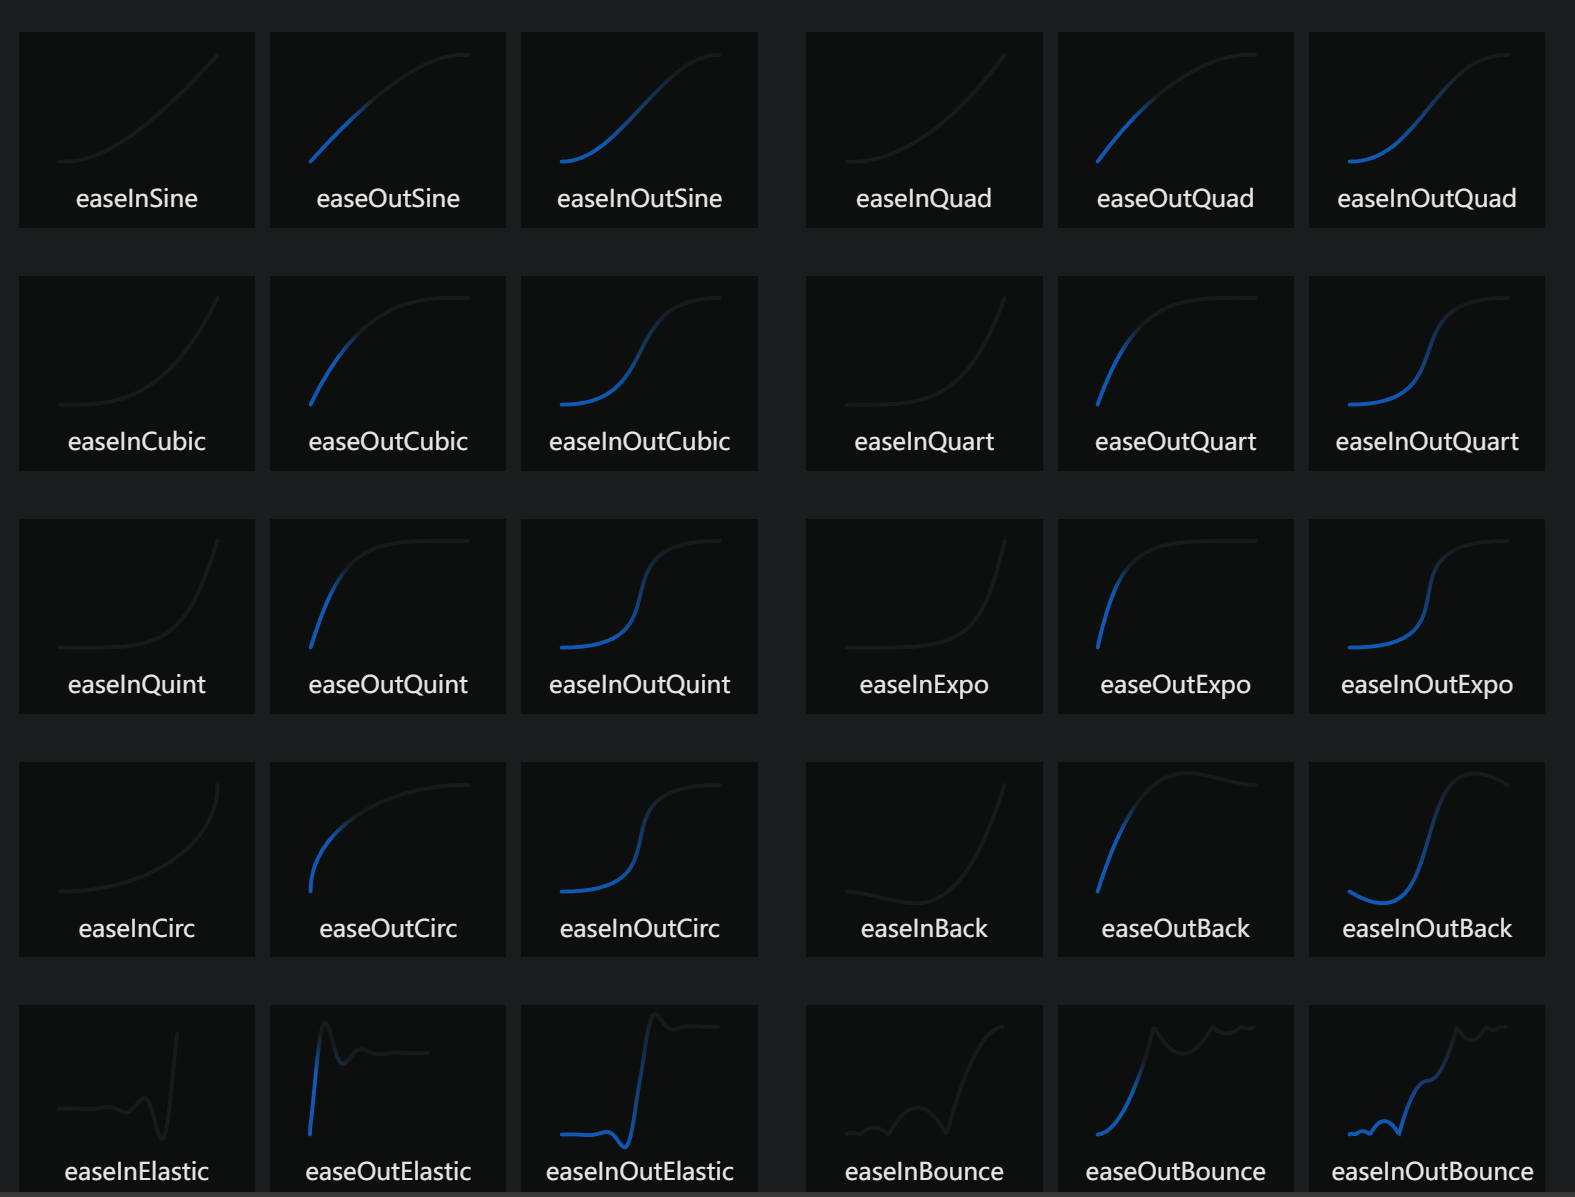 easeInSine
easeOutSine
easeInOutSine
easeInQuad
easeOutQuad
easeInOutQuad
easeInCubic
easeOutCubic
easeInOutCubic
easeInQuart
easeOutQuart
easeInOutQuart
easeInQuint
easeOutQuint
easeInOutQuint
easeInExpo
easeOutExpo
easeInOutExpo
easeInCirc
easeOutCirc
easeInOutCirc
easeInBack
easeOutBack
easeInOutBack
easeInElastic
easeOutElastic
easeInOutElastic
easeInBounce
easeOutBounce
easeInOutBounce